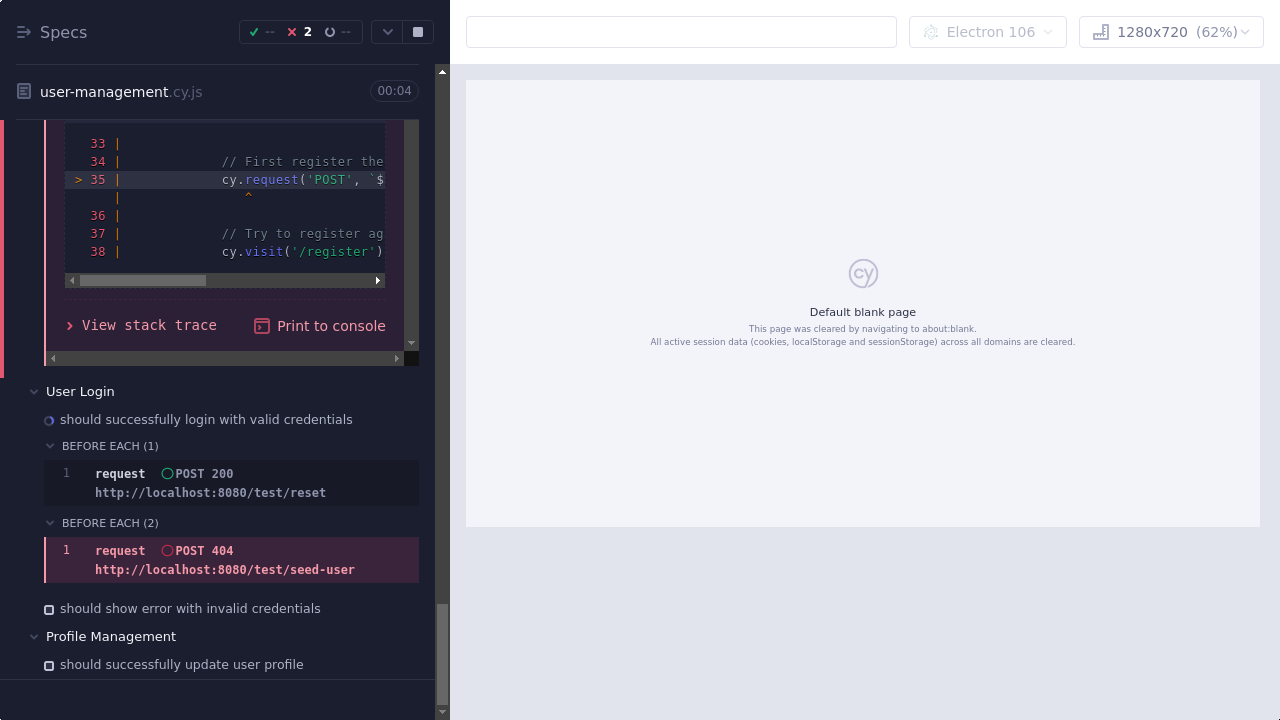 Specs
--
2
--
user-management.cy.js
00:04
33 |
34 | // First register the
> 35 | cy.request('POST', `$
| ^
36 |
37 | // Try to register ag
38 | cy.visit('/register')
View stack trace
Print to console
User Login
should successfully login with valid credentials
BEFORE EACH (1)
1 request POST 200
http://localhost:8080/test/reset
BEFORE EACH (2)
1 request POST 404
http://localhost:8080/test/seed-user
should show error with invalid credentials
Profile Management
should successfully update user profile
Electron 106
1280x720 (62%)
cy
Default blank page
This page was cleared by navigating to about:blank.
All active session data (cookies, localStorage and sessionStorage) across all domains are cleared.